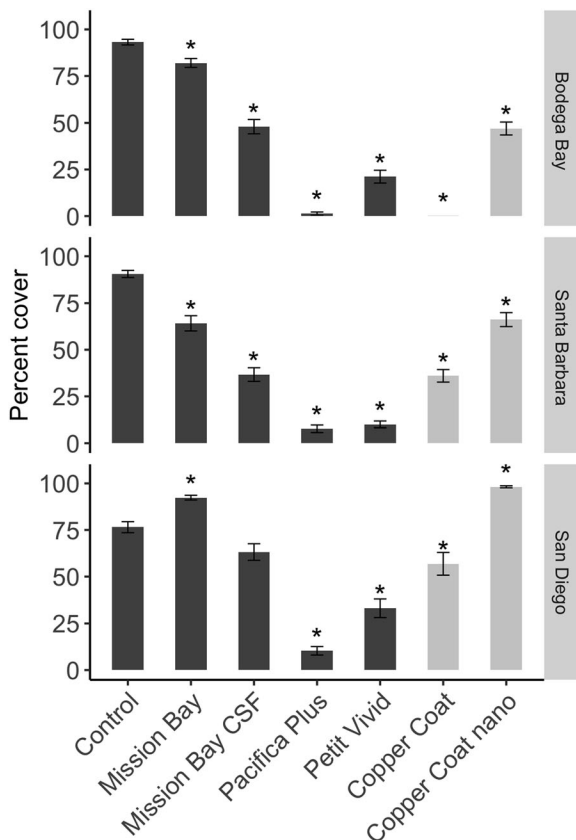 Percent cover
100
75
50
25
0
*
*
*
*
*
*
Bodega Bay
100
75
50
25
0
*
*
*
*
*
*
Santa Barbara
100
75
50
25
0
*
*
*
*
*
San Diego
Control
Mission Bay
Mission Bay CSF
Pacifica Plus
Petit Vivid
Copper Coat
Copper Coat nano